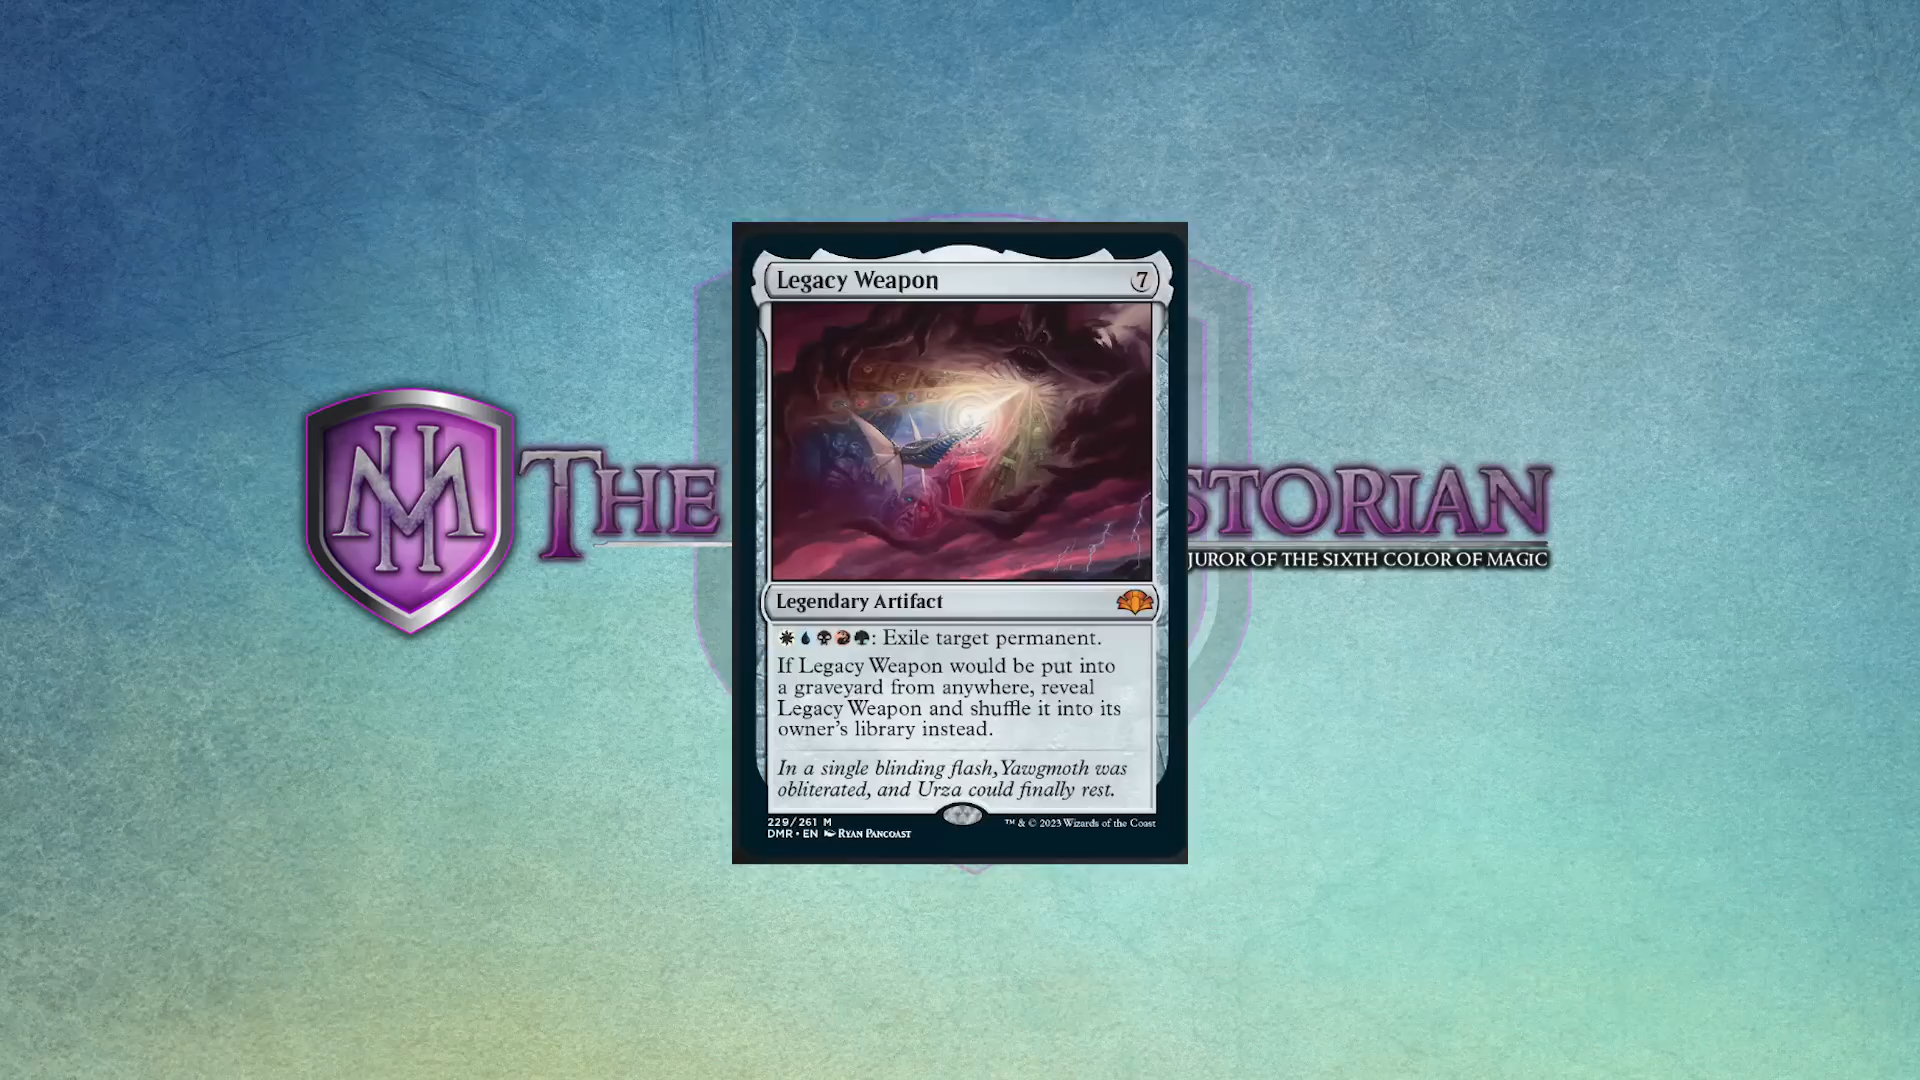 THE
STORIAN
JUROR OF THE SIXTH COLOR OF MAGIC
Legacy Weapon 7
Legendary Artifact
: Exile target permanent.
If Legacy Weapon would be put into
a graveyard from anywhere, reveal
Legacy Weapon and shuffle it into its
owner's library instead.
In a single blinding flash, Yawgmoth was
obliterated, and Urza could finally rest.
229/261 M
DMR • EN RYAN PANCOAST
™ & © 2023 Wizards of the Coast